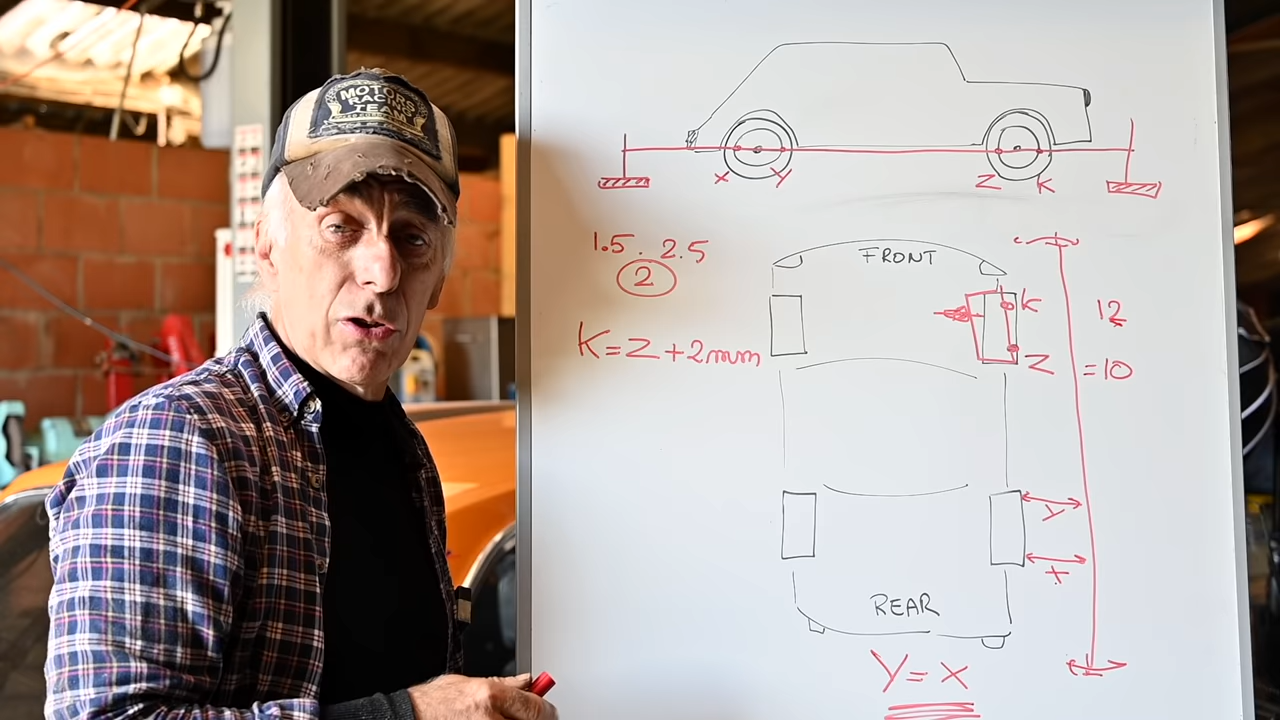 MOTORS
RACING
TEAM
X Y Z K
1.5 . 2.5
2
K=Z+2mm
FRONT
K
Z
12
=10
Y
X
REAR
Y=X